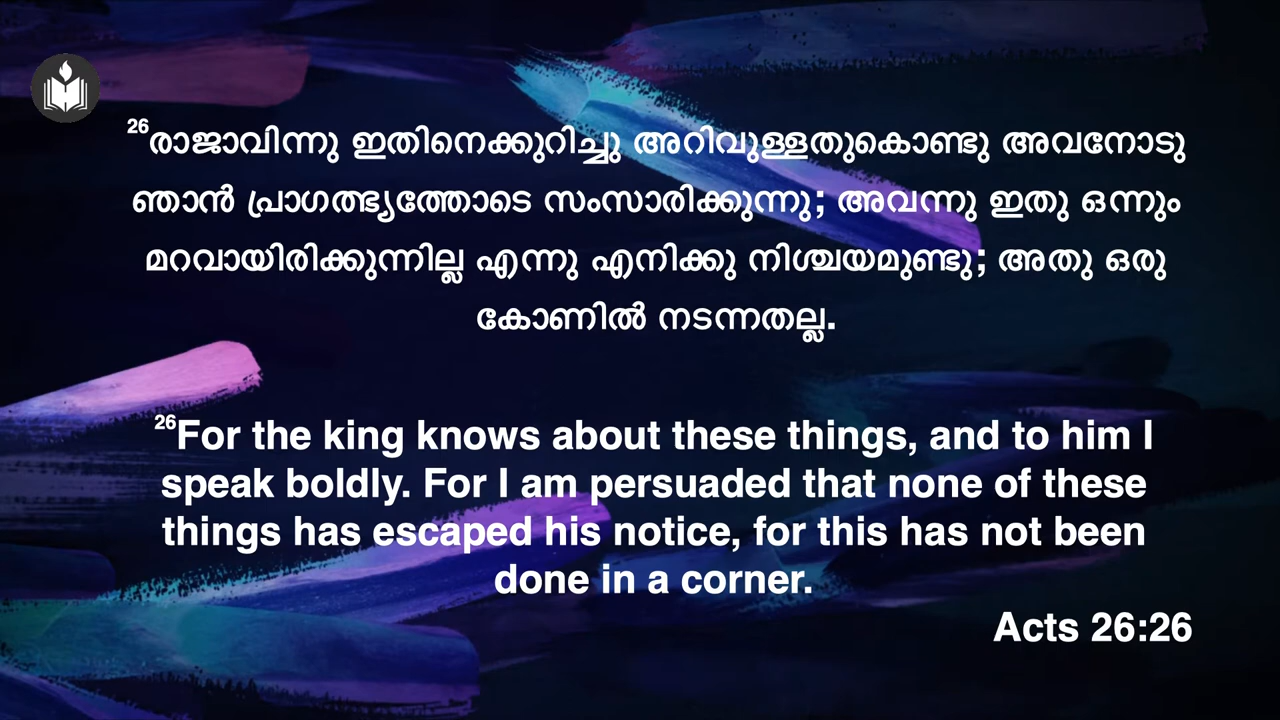 26രാജാവിന്നു ഇതിനെക്കുറിച്ചു അറിവുള്ളതുകൊണ്ടു അവനോടു
ഞാൻ പ്രാഗത്ഭ്യത്തോടെ സംസാരിക്കുന്നു; അവന്നു ഇതു ഒന്നും
മറവായിരിക്കുന്നില്ല എന്നു എനിക്കു നിശ്ചയമുണ്ടു; അതു ഒരു
കോണിൽ നടന്നതല്ല.
26For the king knows about these things, and to him I
speak boldly. For I am persuaded that none of these
things has escaped his notice, for this has not been
done in a corner.
Acts 26:26